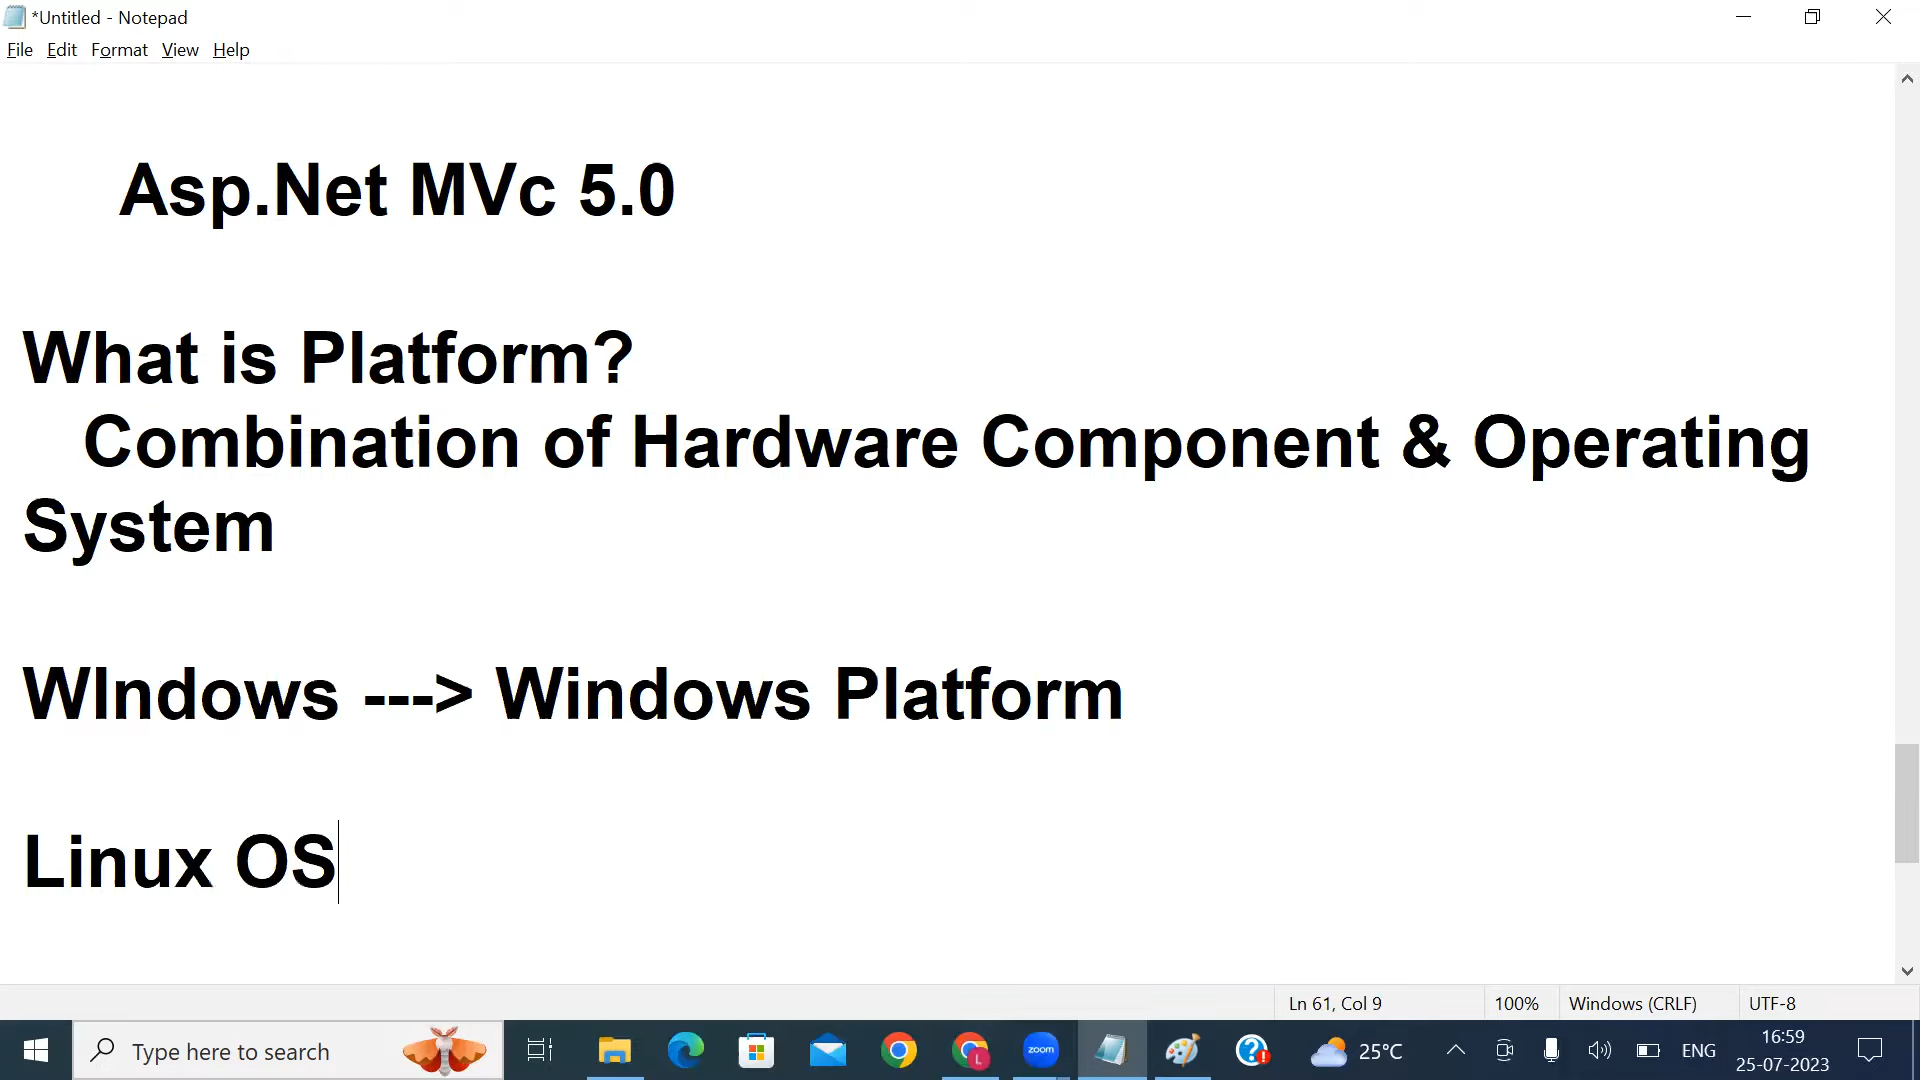 *Untitled - Notepad
File Edit Format View Help
Asp.Net MVc 5.0
What is Platform?
Combination of Hardware Component & Operating
System
WIndows ---> Windows Platform
Linux OS
Ln 61, Col 9 100% Windows (CRLF) UTF-8
Type here to search L zoom 25°C ENG 16:59
25-07-2023